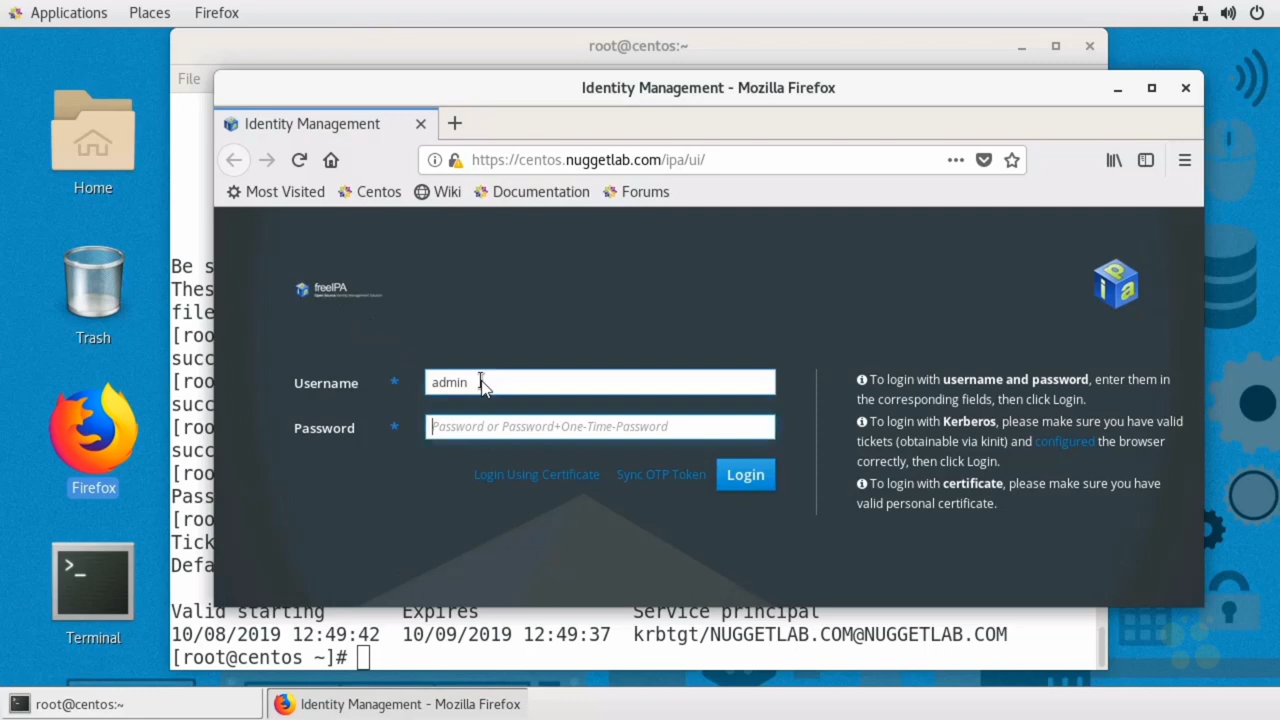 Applications Places Firefox
root@centos:~
File
Identity Management - Mozilla Firefox
Identity Management
https://centos.nuggetlab.com/ipa/ui/
Most Visited Centos Wiki Documentation Forums
Home
Trash
Firefox
Terminal
Be s
Thes
file
[roo
succ
[roo
succ
[roo
succ
[roo
Pass
[roo
Tick
Defa
freeIPA
Open Source Identity Management Solution
ipa
Username * admin
Password * Password or Password+One-Time-Password
Login Using Certificate Sync OTP Token Login
To login with username and password, enter them in
the corresponding fields, then click Login.
To login with Kerberos, please make sure you have valid
tickets (obtainable via kinit) and configured the browser
correctly, then click Login.
To login with certificate, please make sure you have
valid personal certificate.
Valid starting Expires Service principal
10/08/2019 12:49:42 10/09/2019 12:49:37 krbtgt/NUGGETLAB.COM@NUGGETLAB.COM
[root@centos ~]#
root@centos:~ Identity Management - Mozilla Firefox